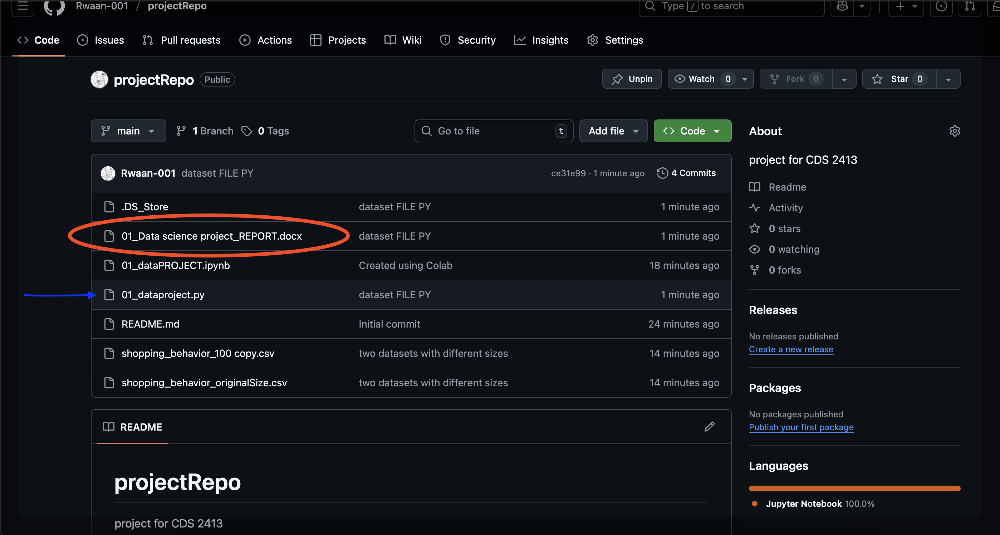 Rwaan-001 / projectRepo
Type / to search
Code Issues Pull requests Actions Projects Wiki Security Insights Settings
projectRepo Public
Unpin Watch 0 Fork 0 Star 0
main 1 Branch 0 Tags
Go to file t Add file Code
Rwaan-001 dataset FILE PY ce31e99 · 1 minute ago 4 Commits
.DS_Store dataset FILE PY 1 minute ago
01_Data science project_REPORT.docx dataset FILE PY 1 minute ago
01_dataPROJECT.ipynb Created using Colab 18 minutes ago
01_dataproject.py dataset FILE PY 1 minute ago
README.md Initial commit 24 minutes ago
shopping_behavior_100 copy.csv two datasets with different sizes 14 minutes ago
shopping_behavior_originalSize.csv two datasets with different sizes 14 minutes ago
README
projectRepo
project for CDS 2413
About
project for CDS 2413
Readme
Activity
0 stars
0 watching
0 forks
Releases
No releases published
Create a new release
Packages
No packages published
Publish your first package
Languages
Jupyter Notebook 100.0%